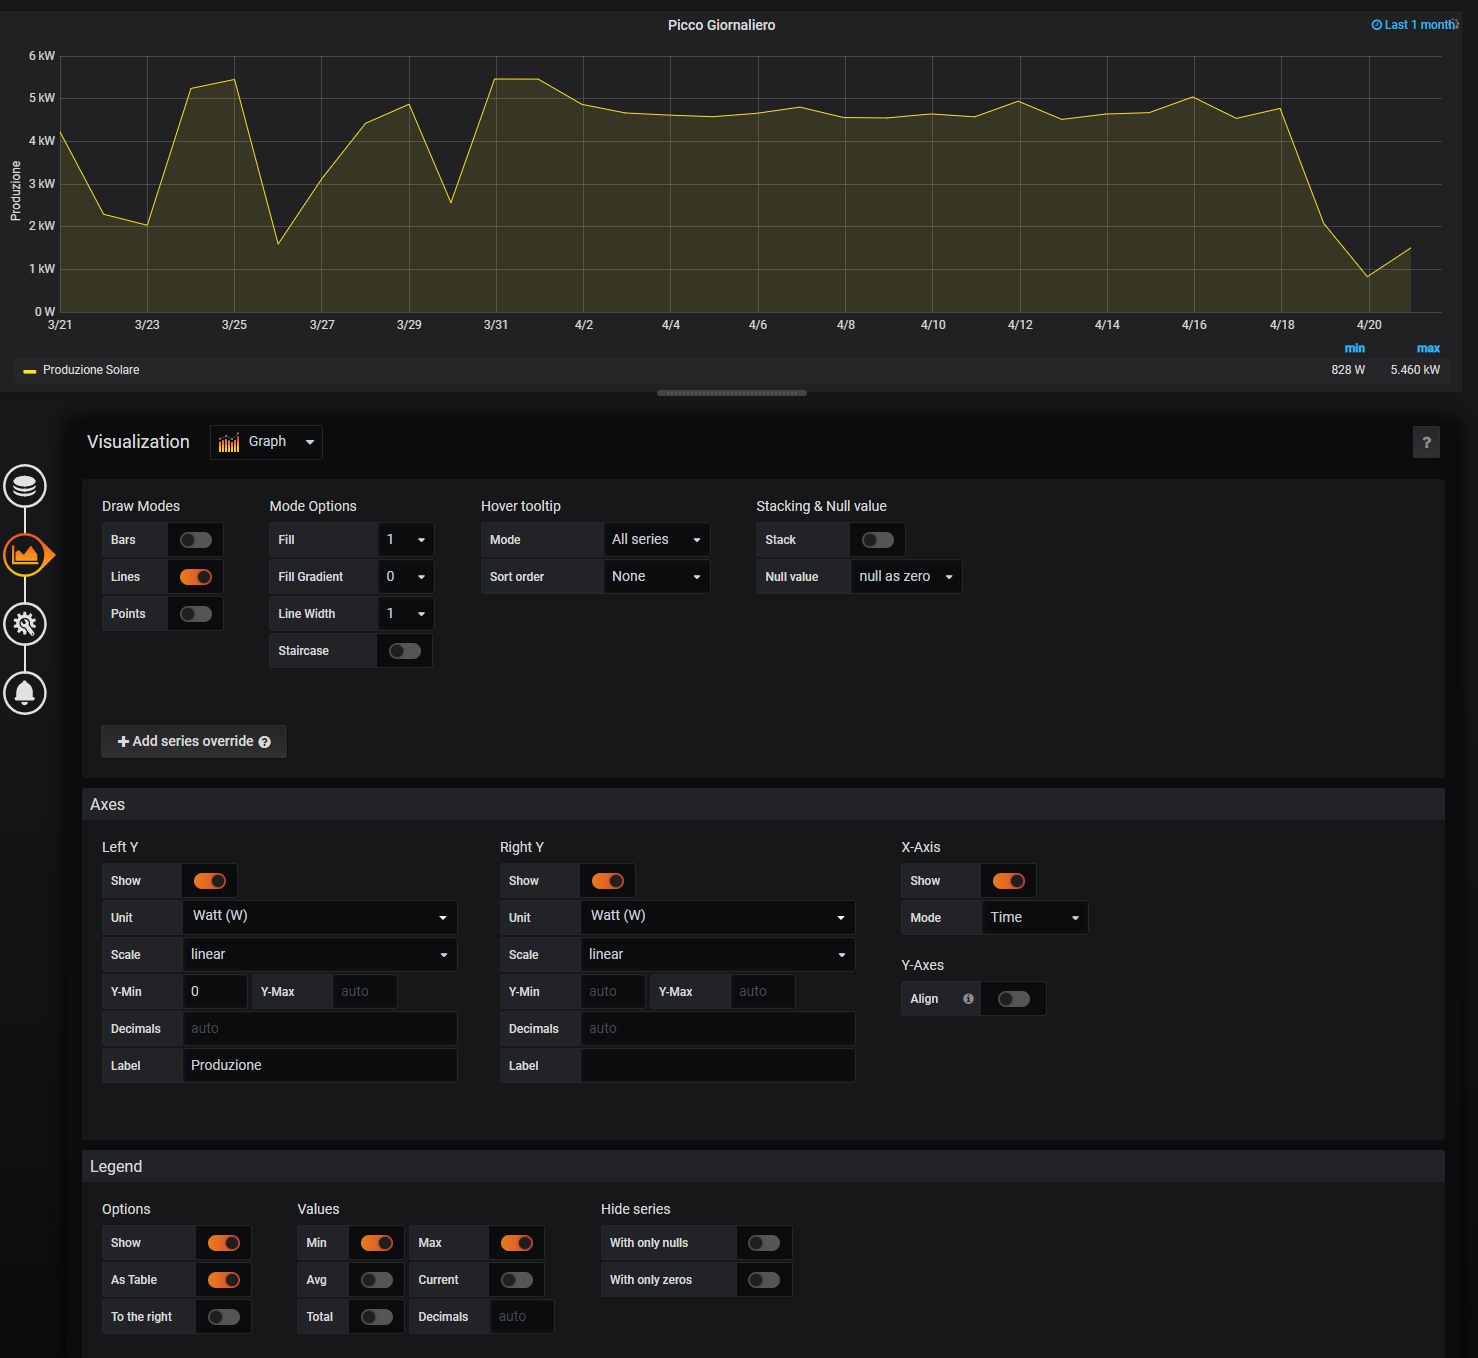 Picco Giornaliero
Last 1 month
6 kW
5 kW
4 kW
3 kW
2 kW
1 kW
0 W
Produzione
3/21 3/23 3/25 3/27 3/29 3/31 4/2 4/4 4/6 4/8 4/10 4/12 4/14 4/16 4/18 4/20
min max
Produzione Solare 828 W 5.460 kW
Visualization Graph ?
Draw Modes Mode Options Hover tooltip Stacking & Null value
Bars Fill 1 Mode All series Stack
Lines Fill Gradient 0 Sort order None Null value null as zero
Points Line Width 1
Staircase
+ Add series override ?
Axes
Left Y Right Y X-Axis
Show Show Show
Unit Watt (W) Unit Watt (W) Mode Time
Scale linear Scale linear
Y-Axes
Y-Min 0 Y-Max auto Y-Min auto Y-Max auto Align
Decimals auto Decimals auto
Label Produzione Label
Legend
Options Values Hide series
Show Min Max With only nulls
As Table Avg Current With only zeros
To the right Total Decimals auto